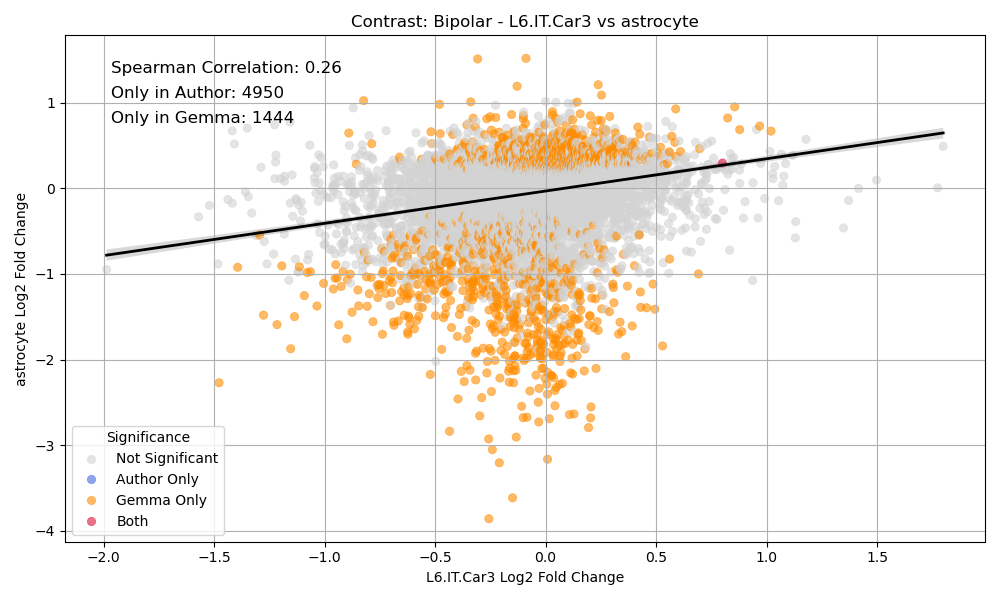 Contrast: Bipolar - L6.IT.Car3 vs astrocyte
Spearman Correlation: 0.26
Only in Author: 4950
Only in Gemma: 1444
astrocyte Log2 Fold Change
1
0
−1
−2
−3
−4
Significance
Not Significant
Author Only
Gemma Only
Both
−2.0 −1.5 −1.0 −0.5 0.0 0.5 1.0 1.5
L6.IT.Car3 Log2 Fold Change